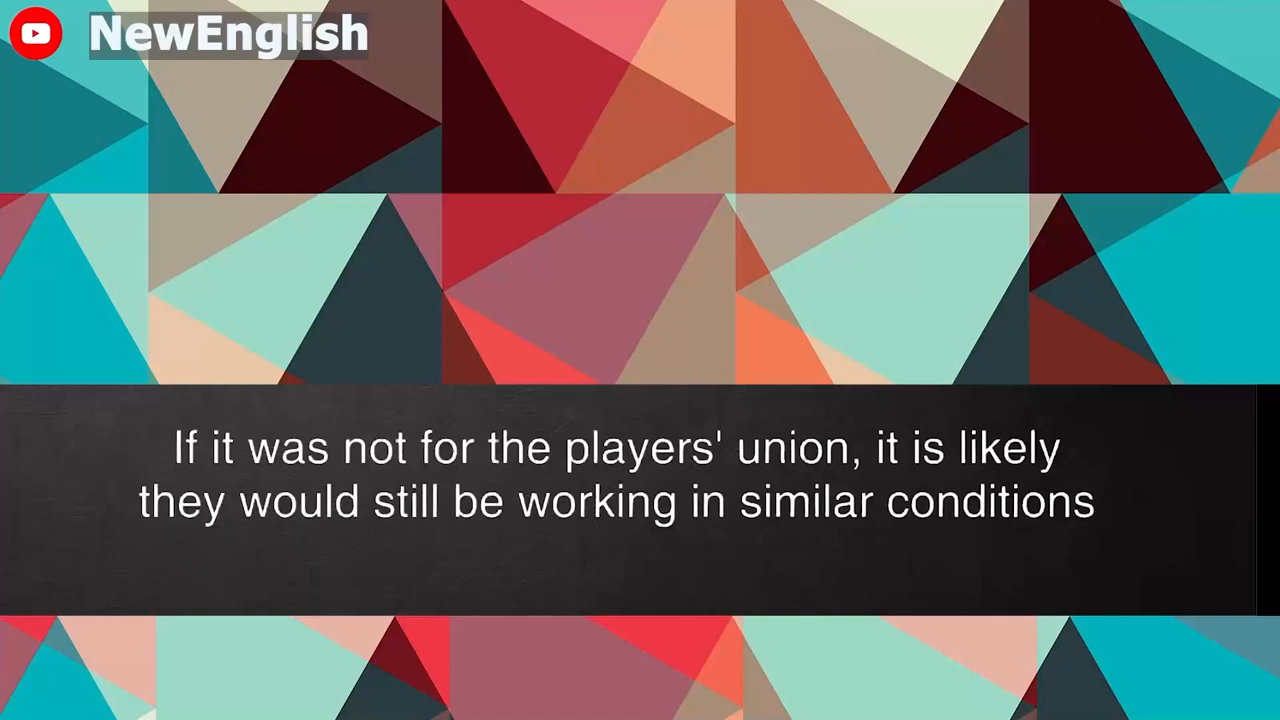 NewEnglish
If it was not for the players' union, it is likely
they would still be working in similar conditions